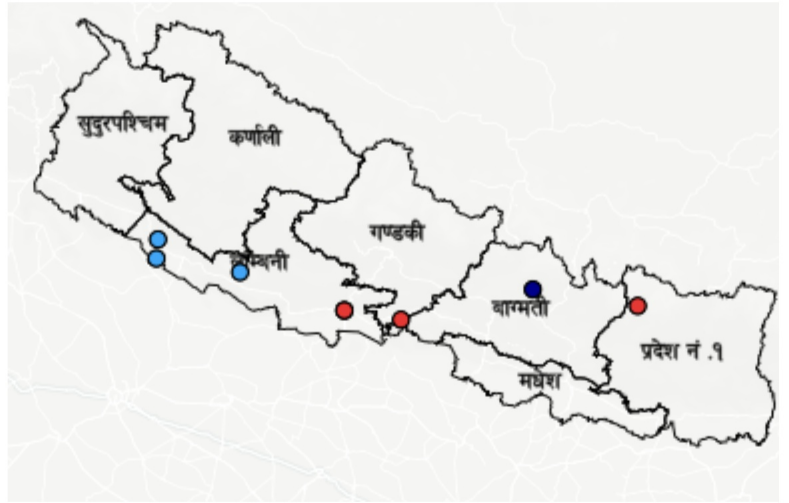 सुदुरपश्चिम
कर्णाली
गण्डकी
बाग्मती
प्रदेश नं .१
मधेश